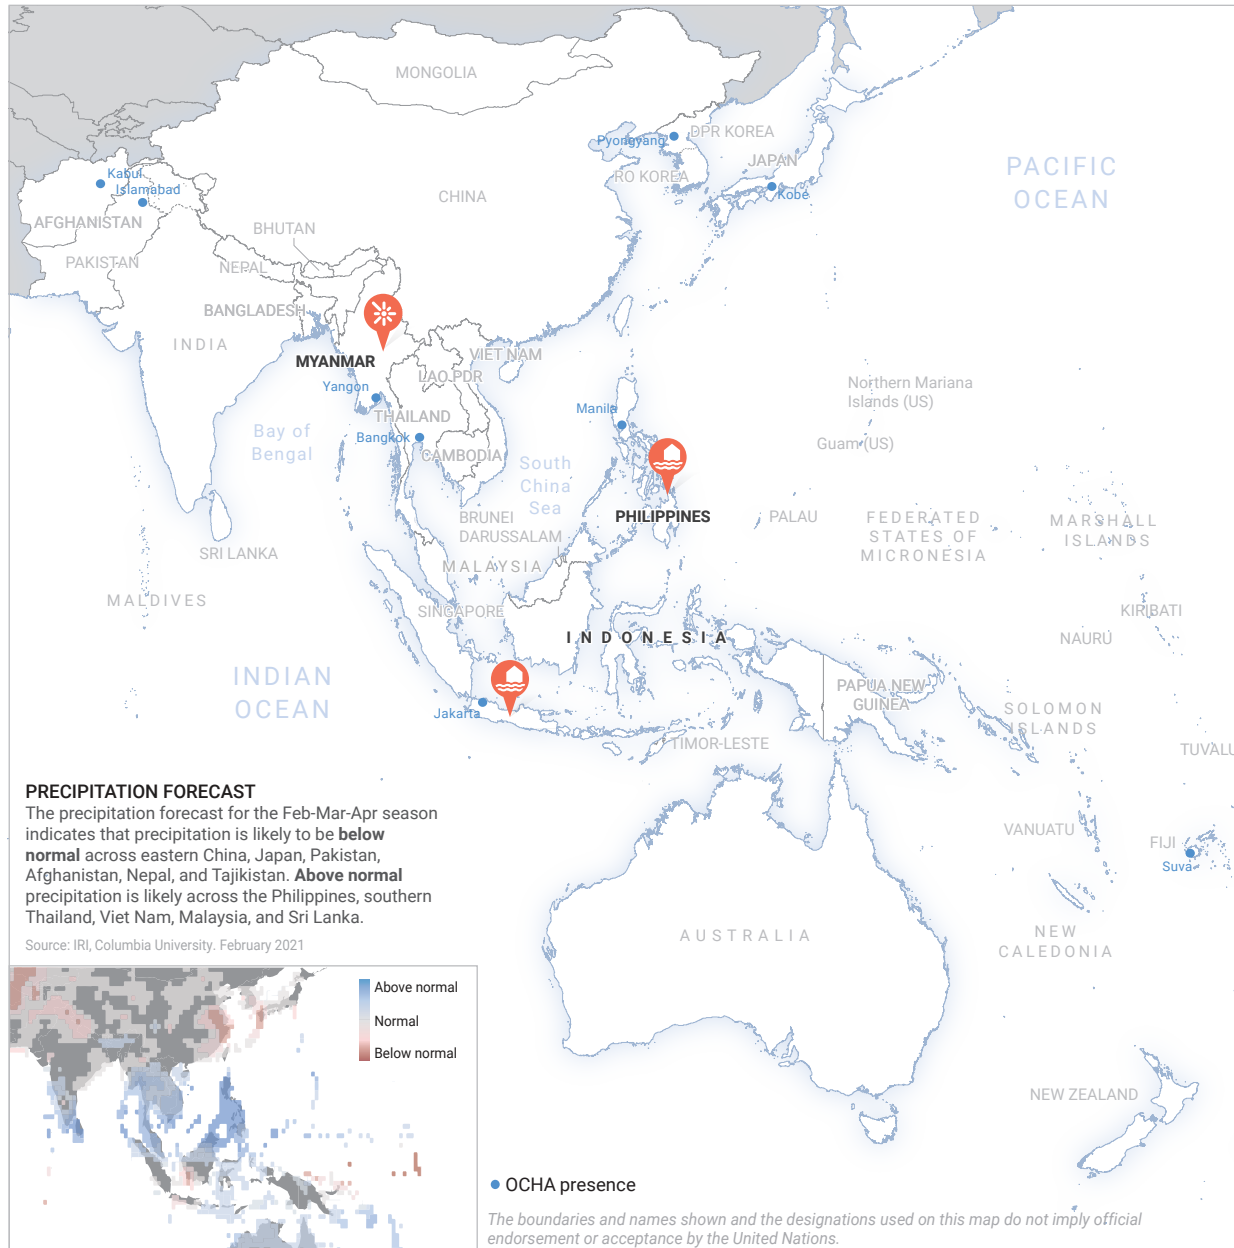 MONGOLIA
Pyongyang
DPR KOREA
JAPAN
RO KOREA
Kobe
PACIFIC
OCEAN
Kabul
Islamabad
AFGHANISTAN
CHINA
BHUTAN
PAKISTAN
NEPAL
BANGLADESH
INDIA
MYANMAR
VIET NAM
LAO PDR
Yangon
THAILAND
Bangkok
CAMBODIA
Manila
Northern Mariana
Islands (US)
Guam (US)
Bay of
Bengal
South
China
Sea
PHILIPPINES
PALAU
FEDERATED
STATES OF
MICRONESIA
MARSHALL
ISLANDS
BRUNEI
DARUSSALAM
SRI LANKA
MALAYSIA
MALDIVES
SINGAPORE
KIRIBATI
INDONESIA
NAURU
INDIAN
OCEAN
PAPUA NEW
GUINEA
Jakarta
SOLOMON
ISLANDS
TIMOR-LESTE
TUVALU
PRECIPITATION FORECAST
The precipitation forecast for the Feb-Mar-Apr season
indicates that precipitation is likely to be below
normal across eastern China, Japan, Pakistan,
Afghanistan, Nepal, and Tajikistan. Above normal
precipitation is likely across the Philippines, southern
Thailand, Viet Nam, Malaysia, and Sri Lanka.
Source: IRI, Columbia University. February 2021
VANUATU
FIJI
Suva
AUSTRALIA
NEW
CALEDONIA
Above normal
Normal
Below normal
NEW ZEALAND
OCHA presence
The boundaries and names shown and the designations used on this map do not imply official
endorsement or acceptance by the United Nations.